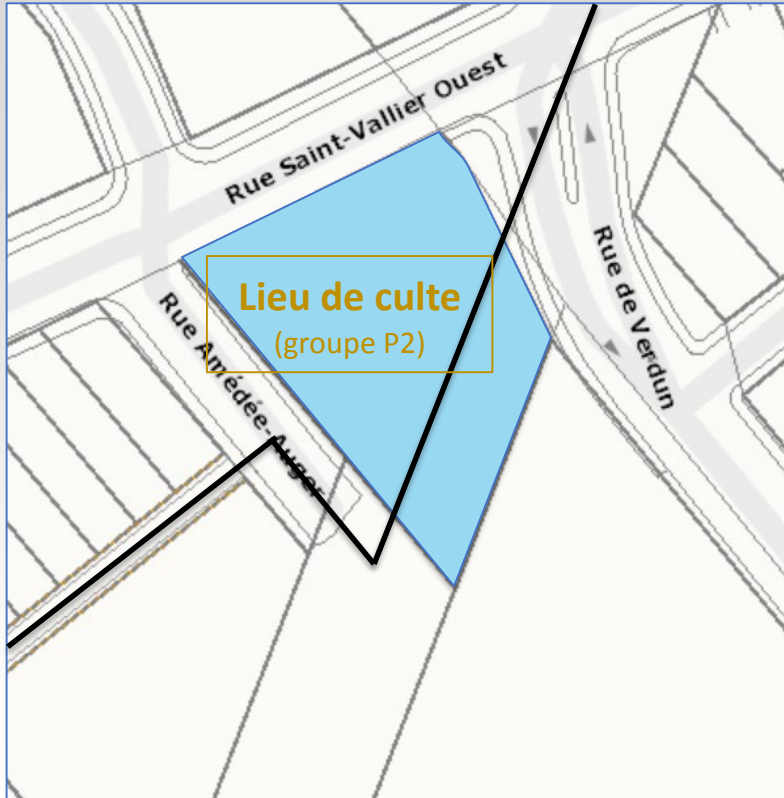 Rue Saint-Vallier Ouest
Lieu de culte
(groupe P2)
Rue Amédée-Auger
Rue de Verdun